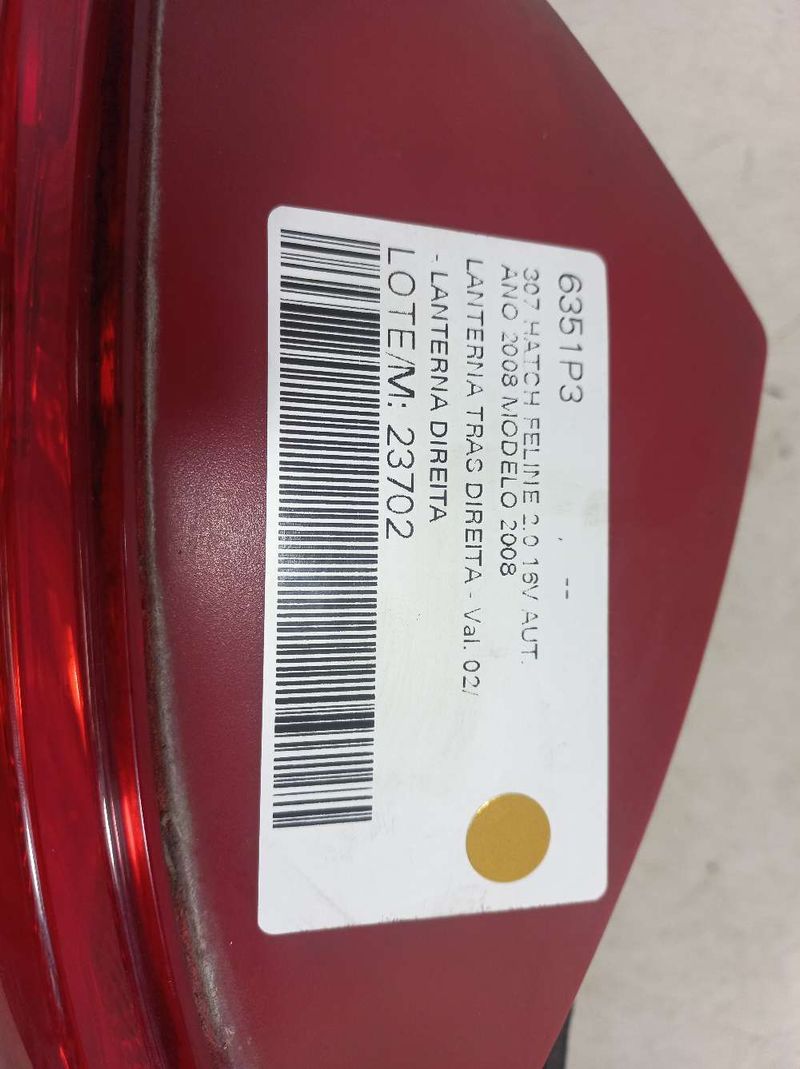 6351P3 , --
307 HATCH FELINE 2.0 16V AUT.
ANO 2008 MODELO 2008
LANTERNA TRAS DIREITA - Val. 02/
- LANTERNA DIREITA
LOTE/M: 23702